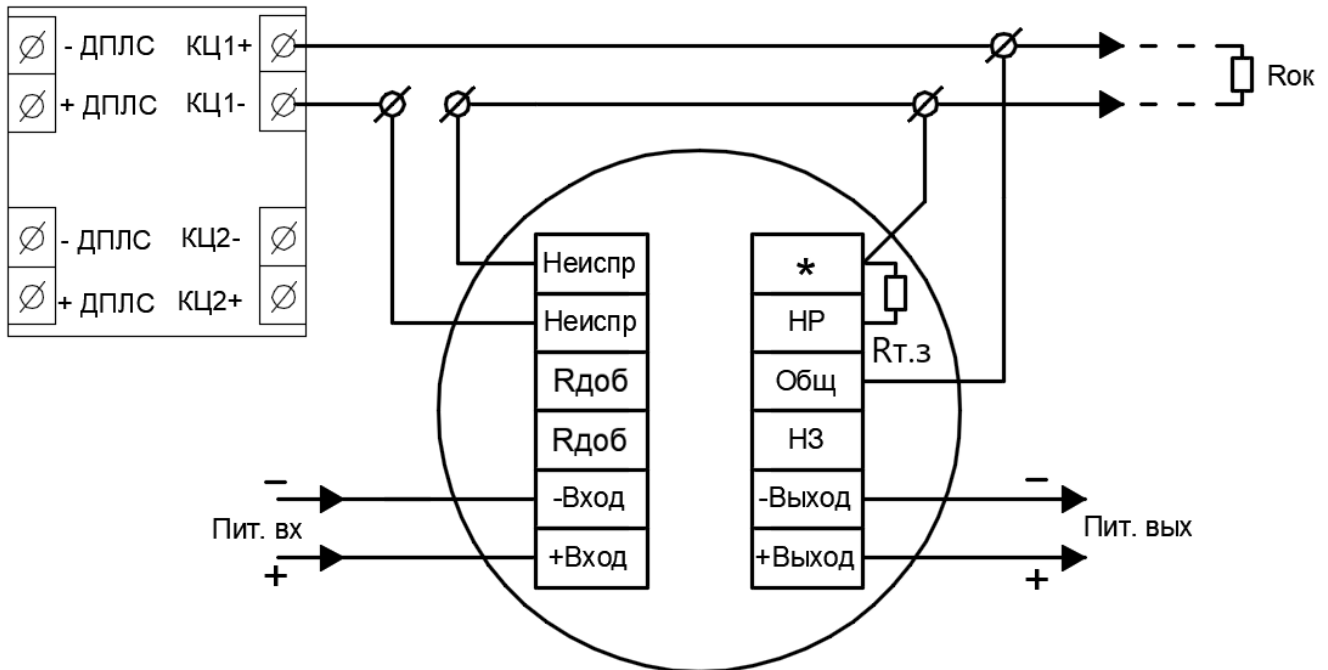 - ДПЛС КЦ1+
+ ДПЛС КЦ1-
Rок
- ДПЛС КЦ2-
+ ДПЛС КЦ2+
Неиспр
*
Неиспр
НР
Rт.з
Rдоб
Общ
Rдоб
НЗ
-Вход
-Выход
+Вход
+Выход
−
Пит. вх
+
−
Пит. вых
+